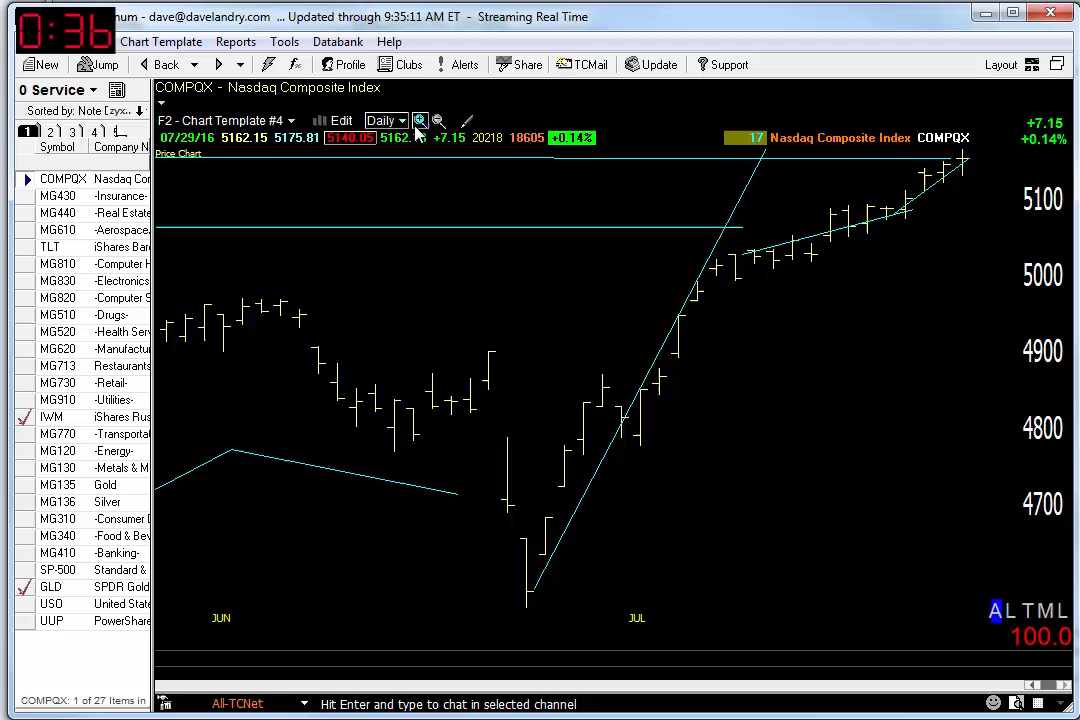 0:36
num - dave@davelandry.com ... Updated through 9:35:11 AM ET - Streaming Real Time
Chart Template Reports Tools Databank Help
New Jump Back Profile Clubs Alerts Share TCMail Update Support Layout
0 Service
COMPQX - Nasdaq Composite Index
Sorted by: Note [zyx..
F2 - Chart Template #4 Edit Daily
1 2 3 4
07/29/16 5162.15 5175.81 5140.05 +7.15 20218 18605 +0.14% 17 Nasdaq Composite Index COMPQX
+7.15
+0.14%
Symbol Company N
Price Chart
COMPQX Nasdaq Com
MG430 -Insurance-
MG440 -Real Estate
MG610 -Aerospace,
TLT iShares Bar
MG810 -Computer H
MG830 -Electronics
MG820 -Computer S
MG510 -Drugs-
MG520 -Health Serv
MG620 -Manufactu
MG713 Restaurants
MG730 -Retail-
MG910 -Utilities-
IWM iShares Rus
MG770 -Transporta
MG120 -Energy-
MG130 -Metals & M
MG135 Gold
MG136 Silver
MG310 -Consumer D
MG340 -Food & Bev
MG410 -Banking-
SP-500 Standard &
GLD SPDR Gold
USO United State
UUP PowerShare
5100
5000
4900
4800
4700
JUN JUL
A L T M L
100.0
COMPQX: 1 of 27 Items in
All-TCNet Hit Enter and type to chat in selected channel